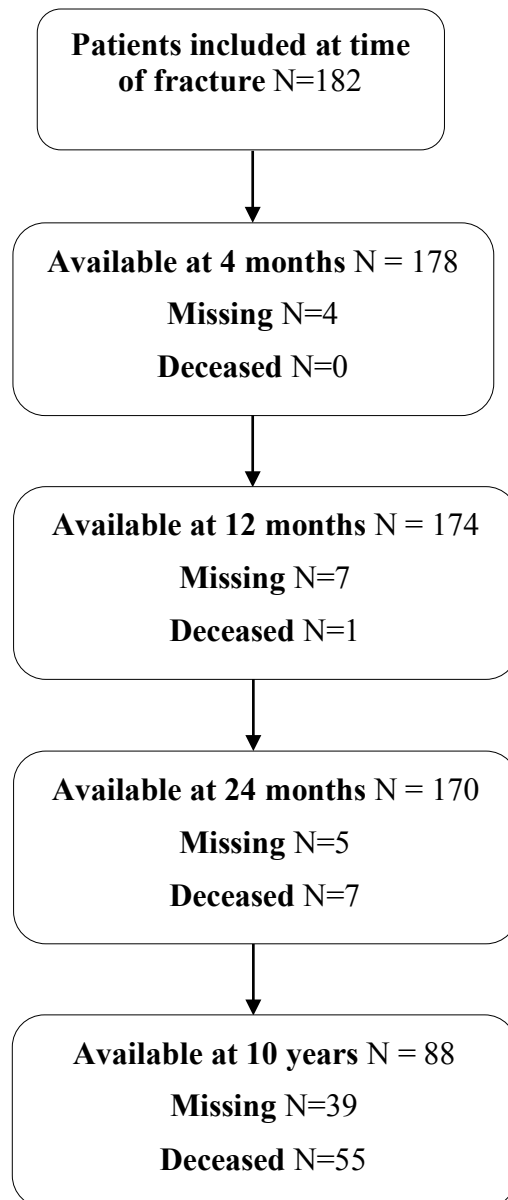 Patients included at time
of fracture N=182
Available at 4 months N = 178
Missing N=4
Deceased N=0
Available at 12 months N = 174
Missing N=7
Deceased N=1
Available at 24 months N = 170
Missing N=5
Deceased N=7
Available at 10 years N = 88
Missing N=39
Deceased N=55